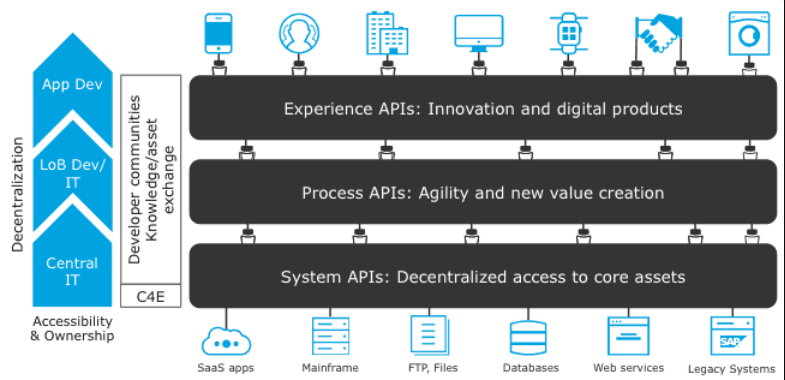 App Dev
LoB Dev/
IT
Central
IT
Decentralization
Accessibility
& Ownership
Developer communities
Knowledge/asset
exchange
C4E
Experience APIs: Innovation and digital products
Process APIs: Agility and new value creation
System APIs: Decentralized access to core assets
SaaS apps
Mainframe
FTP, Files
Databases
Web services
SAP
Legacy Systems